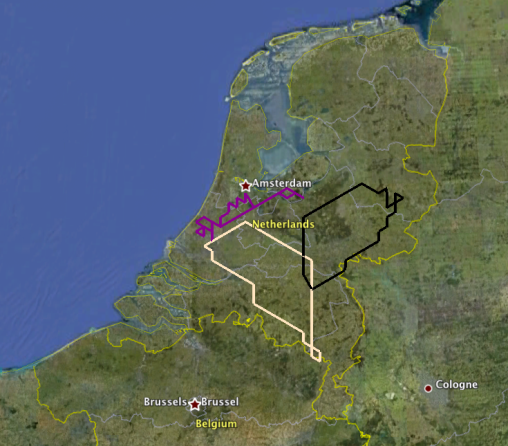 Amsterdam
Netherlands
Cologne
Brussels Brussel
Belgium